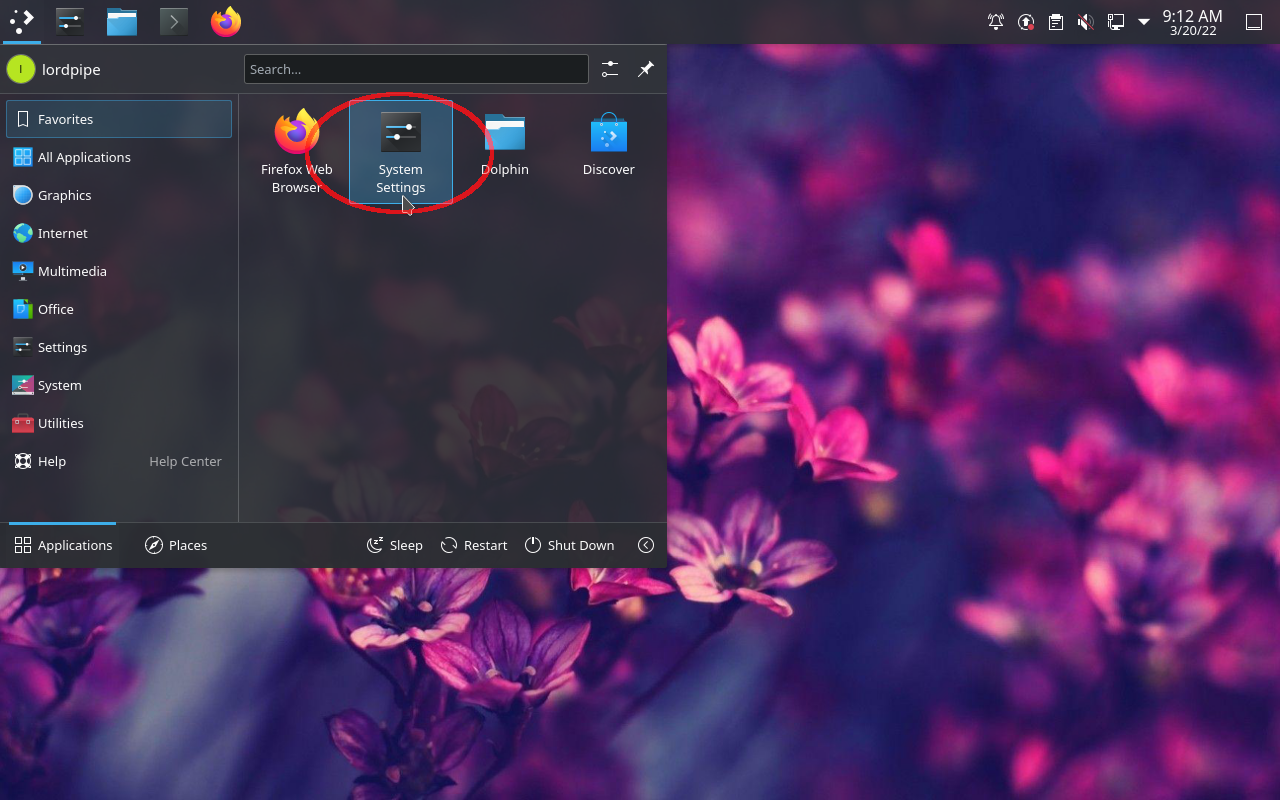 9:12 AM
3/20/22
l
lordpipe
Search...
Favorites
All Applications
Graphics
Internet
Multimedia
Office
Settings
System
Utilities
Help Help Center
Firefox Web
Browser
System
Settings
Dolphin
Discover
Applications Places Sleep Restart Shut Down